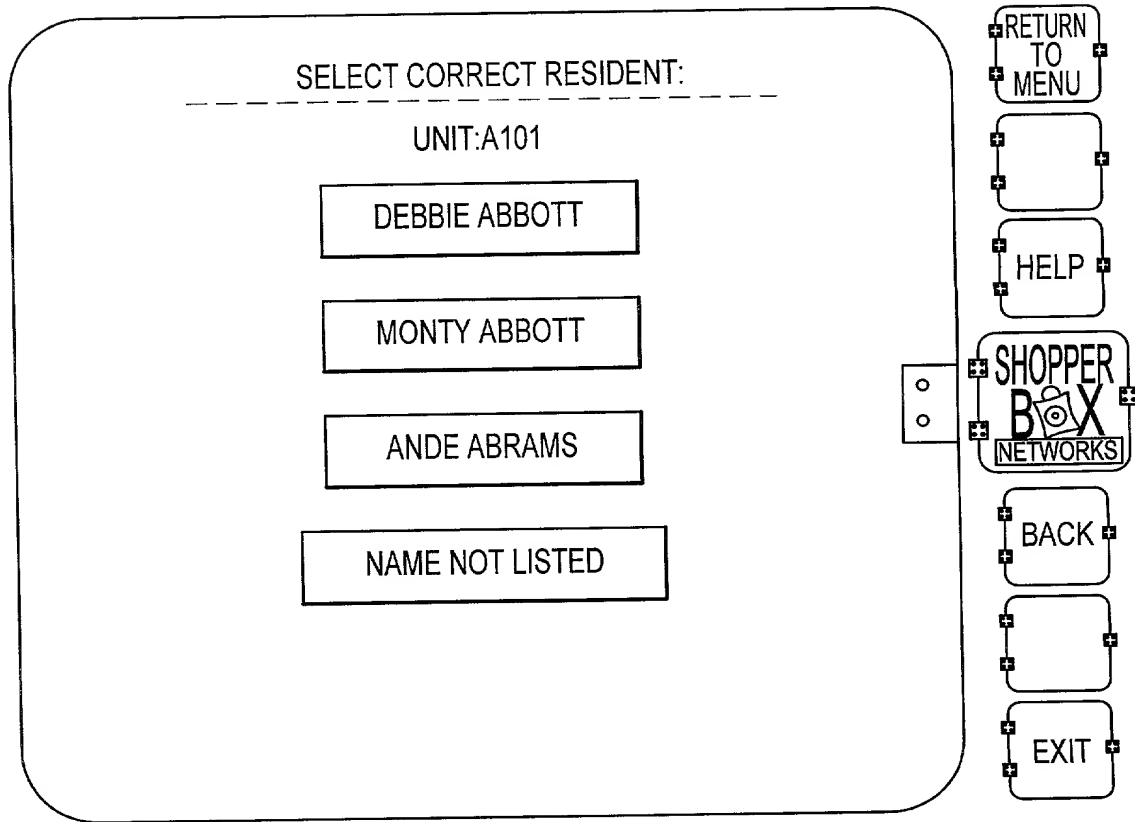 SELECT CORRECT RESIDENT:
UNIT:A101
DEBBIE ABBOTT
MONTY ABBOTT
ANDE ABRAMS
NAME NOT LISTED
RETURN
TO
MENU
HELP
SHOPPER
BOX
NETWORKS
BACK
EXIT